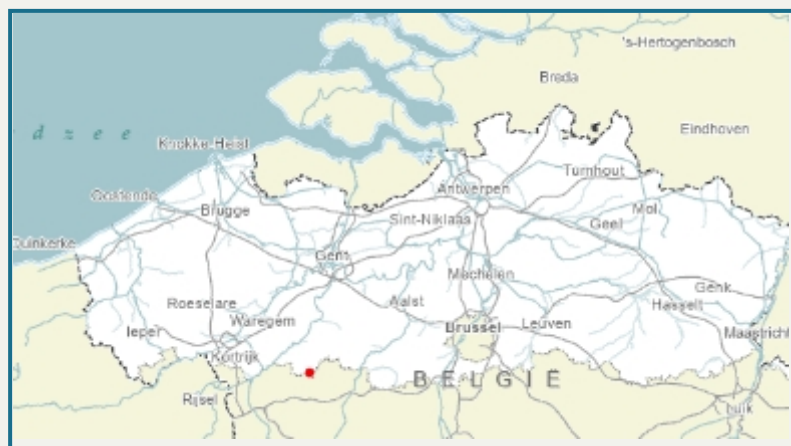 's-Hertogenbosch
Breda
Eindhoven
d z e e
Knokke-Heist
Turnhout
Antwerpen
Oostende
Brugge
Sint-Niklaas
Mol
Geel
Duinkerke
Gent
Mechelen
Genk
Roeselare
Aalst
Hasselt
Waregem
Brussel
Leuven
Ieper
Maastricht
Kortrijk
BELGIË
Rijsel
Luik